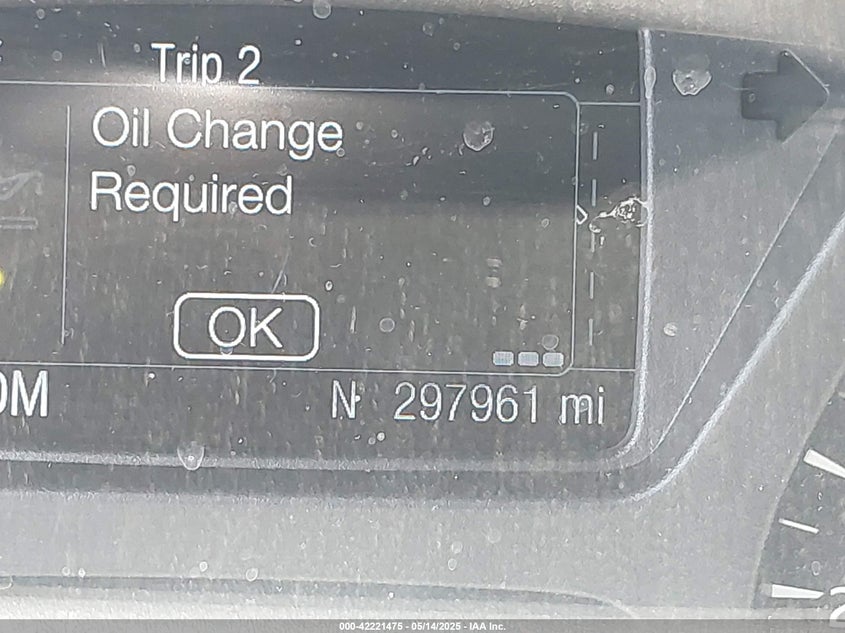 Trip 2
Oil Change
Required
OK
N 297961 mi
000-42221475 - 05/14/2025 - IAA Inc.